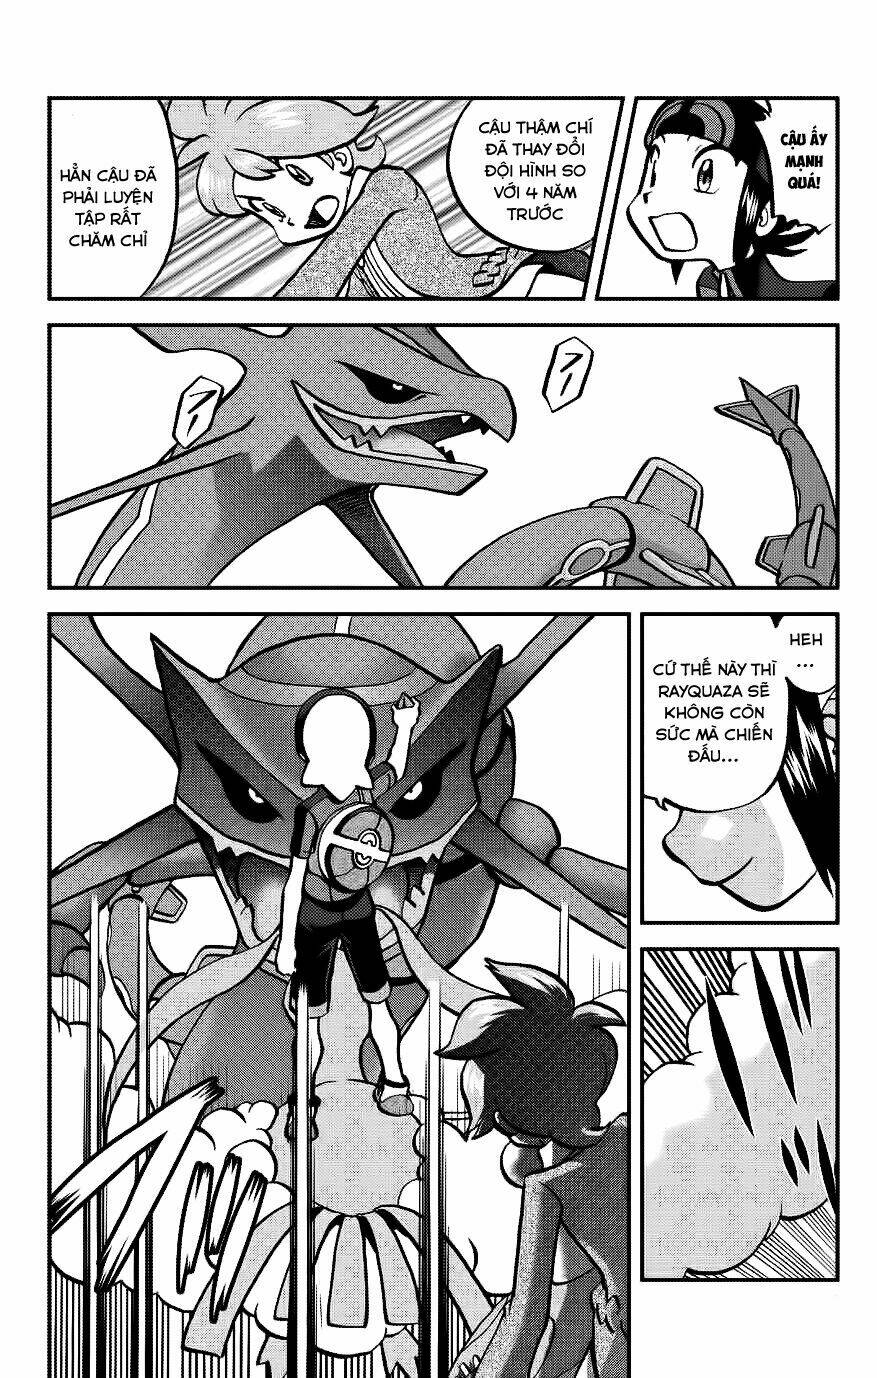 CẬU ẤY
MẠNH
QUÁ!
CẬU THẬM CHÍ
ĐÃ THAY ĐỔI
ĐỘI HÌNH SO
VỚI 4 NĂM
TRƯỚC
HẲN CẬU ĐÃ
PHẢI LUYỆN
TẬP RẤT
CHĂM CHỈ
HEH
...
CỨ THẾ NÀY THÌ
RAYQUAZA SẼ
KHÔNG CÒN
SỨC MÀ CHIẾN
ĐẤU...